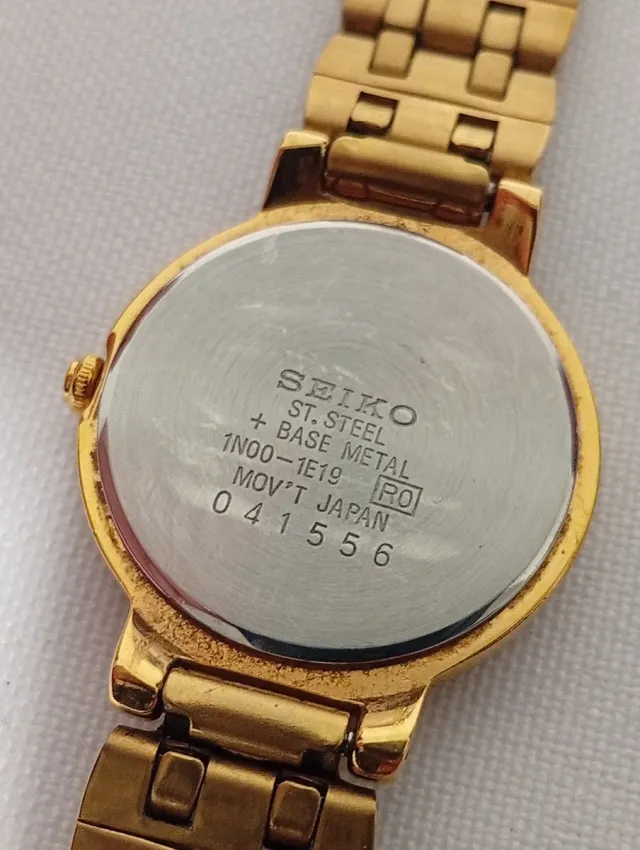 SEIKO
ST. STEEL
+ BASE METAL
1N00-1E19 R0
MOV'T JAPAN
041556